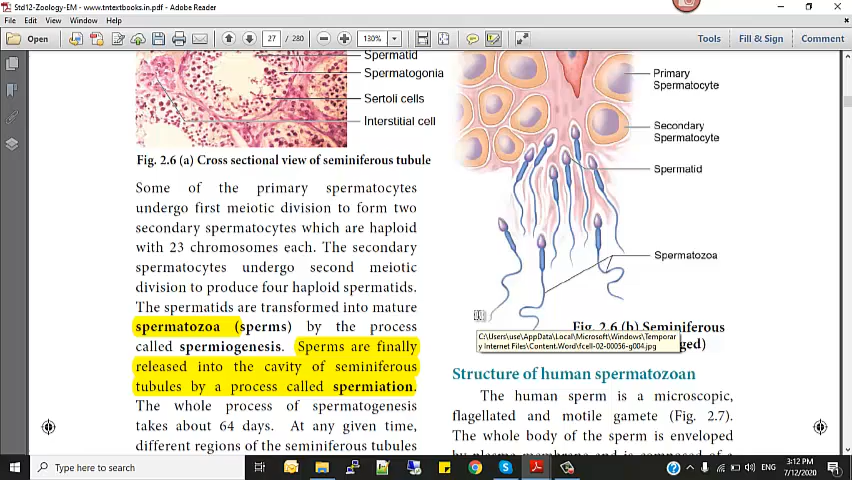 Std12-Zoology-EM - www.tntextbooks.in.pdf - Adobe Reader
File Edit View Window Help
Open
27 / 280
130%
Tools Fill & Sign Comment
Spermatid
Spermatogonia
Sertoli cells
Interstitial cell
Fig. 2.6 (a) Cross sectional view of seminiferous tubule
Some of the primary spermatocytes
undergo first meiotic division to form two
secondary spermatocytes which are haploid
with 23 chromosomes each. The secondary
spermatocytes undergo second meiotic
division to produce four haploid spermatids.
The spermatids are transformed into mature
spermatozoa (sperms) by the process
called spermiogenesis. Sperms are finally
released into the cavity of seminiferous
tubules by a process called spermiation.
The whole process of spermatogenesis
takes about 64 days. At any given time,
different regions of the seminiferous tubules
Primary
Spermatocyte
Secondary
Spermatocyte
Spermatid
Spermatozoa
Fig. 2.6 (b) Seminiferous
C:\Users\use\AppData\Local\Microsoft\Windows\Temporar
y Internet Files\Content.Word\fcell-02-00056-g004.jpg
Structure of human spermatozoan
The human sperm is a microscopic,
flagellated and motile gamete (Fig. 2.7).
The whole body of the sperm is enveloped
by plasma membrane and is composed of a
Type here to search
ENG
3:12 PM
7/12/2020